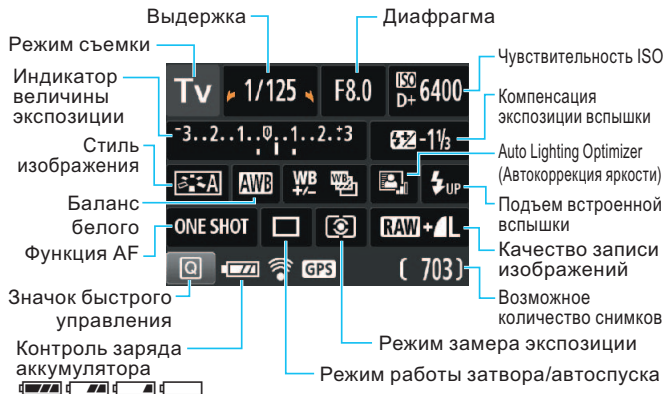 Выдержка
Диафрагма
Режим съемки
Чувствительность ISO
Индикатор
величины
экспозиции
Компенсация
экспозиции вспышки
Стиль
изображения
Auto Lighting Optimizer
(Автокоррекция яркости)
Баланс
белого
Подъем встроенной
вспышки
Функция AF
Качество записи
изображений
Значок быстрого
управления
Возможное
количество снимков
Контроль заряда
аккумулятора
Режим замера экспозиции
Режим работы затвора/автоспуска
Tv 1/125 F8.0 ISO D+ 6400
-3..2..1..0..1..2.+3 -1⅓
A AWB WB +/- WB UP
ONE SHOT RAW + L
Q GPS ( 703)